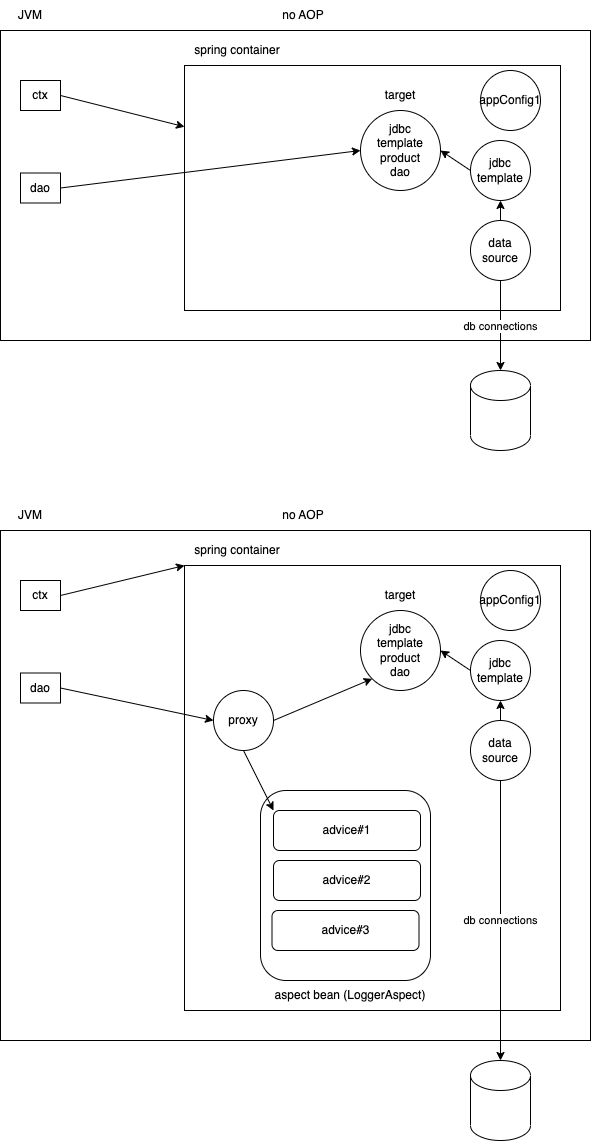 JVM
no AOP
spring container
ctx
target
appConfig1
jdbc
template
product
dao
jdbc
template
dao
data
source
db connections
JVM
no AOP
spring container
ctx
target
appConfig1
jdbc
template
product
dao
jdbc
template
dao
proxy
data
source
advice#1
advice#2
advice#3
db connections
aspect bean (LoggerAspect)